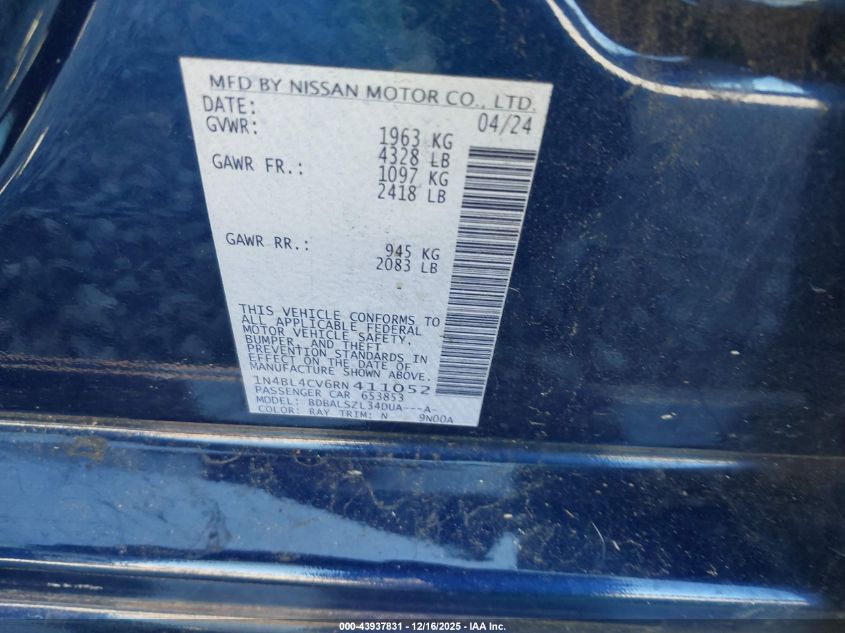 MFD BY NISSAN MOTOR CO., LTD.
DATE: 04/24
GVWR: 1963 KG
4328 LB
GAWR FR.: 1097 KG
2418 LB
GAWR RR.: 945 KG
2083 LB
THIS VEHICLE CONFORMS TO
ALL APPLICABLE FEDERAL
MOTOR VEHICLE SAFETY,
BUMPER, AND THEFT
PREVENTION STANDARDS IN
EFFECT ON THE DATE OF
MANUFACTURE SHOWN ABOVE.
1N4BL4CV6RN411052
PASSENGER CAR 653853
MODEL: BDBALSZL34DUA---A-
COLOR: RAY TRIM: N 9N00A
000-43937831 - 12/16/2025 - IAA Inc.